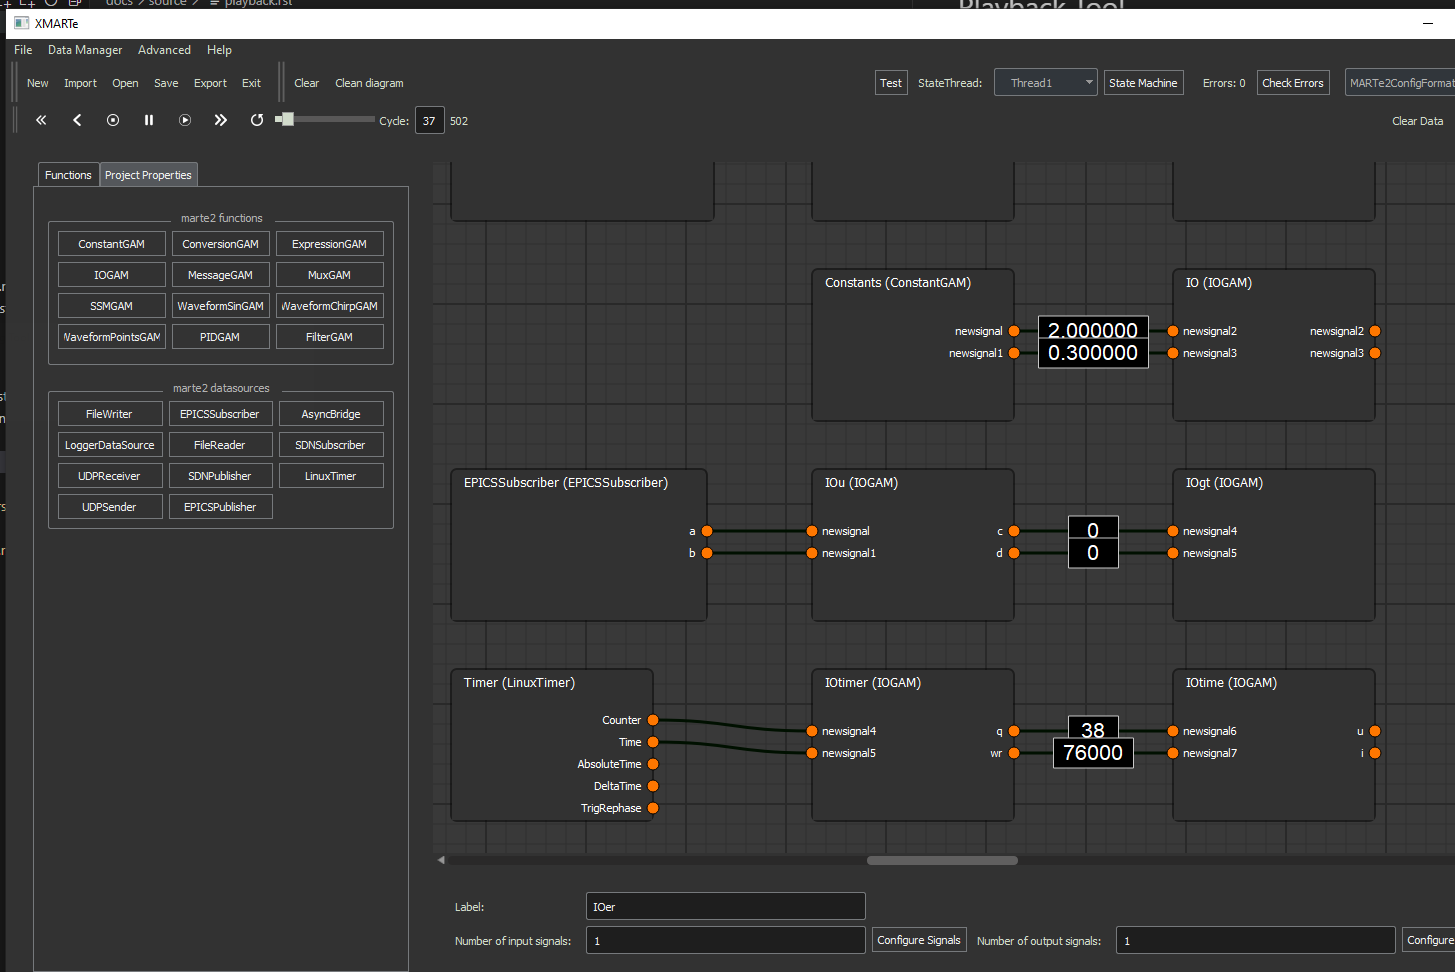 docs > source > playback.rst
Playback Tool
XMARTe
File Data Manager Advanced Help
New Import Open Save Export Exit Clear Clean diagram Test StateThread: Thread1 State Machine Errors: 0 Check Errors MARTe2ConfigFormat
Cycle: 37 502 Clear Data
Functions Project Properties
marte2 functions
ConstantGAM ConversionGAM ExpressionGAM
IOGAM MessageGAM MuxGAM
SSMGAM WaveformSinGAM WaveformChirpGAM
WaveformPointsGAM PIDGAM FilterGAM
marte2 datasources
FileWriter EPICSSubscriber AsyncBridge
LoggerDataSource FileReader SDNSubscriber
UDPReceiver SDNPublisher LinuxTimer
UDPSender EPICSPublisher
Constants (ConstantGAM) IO (IOGAM)
newsignal 2.000000 newsignal2 newsignal2
newsignal1 0.300000 newsignal3 newsignal3
EPICSSubscriber (EPICSSubscriber) IOu (IOGAM) IOgt (IOGAM)
a newsignal c 0 newsignal4
b newsignal1 d 0 newsignal5
Timer (LinuxTimer) IOtimer (IOGAM) IOtime (IOGAM)
Counter newsignal4 q 38 newsignal6 u
Time newsignal5 wr 76000 newsignal7 i
AbsoluteTime
DeltaTime
TrigRephase
Label: IOer
Number of input signals: 1 Configure Signals Number of output signals: 1 Configure